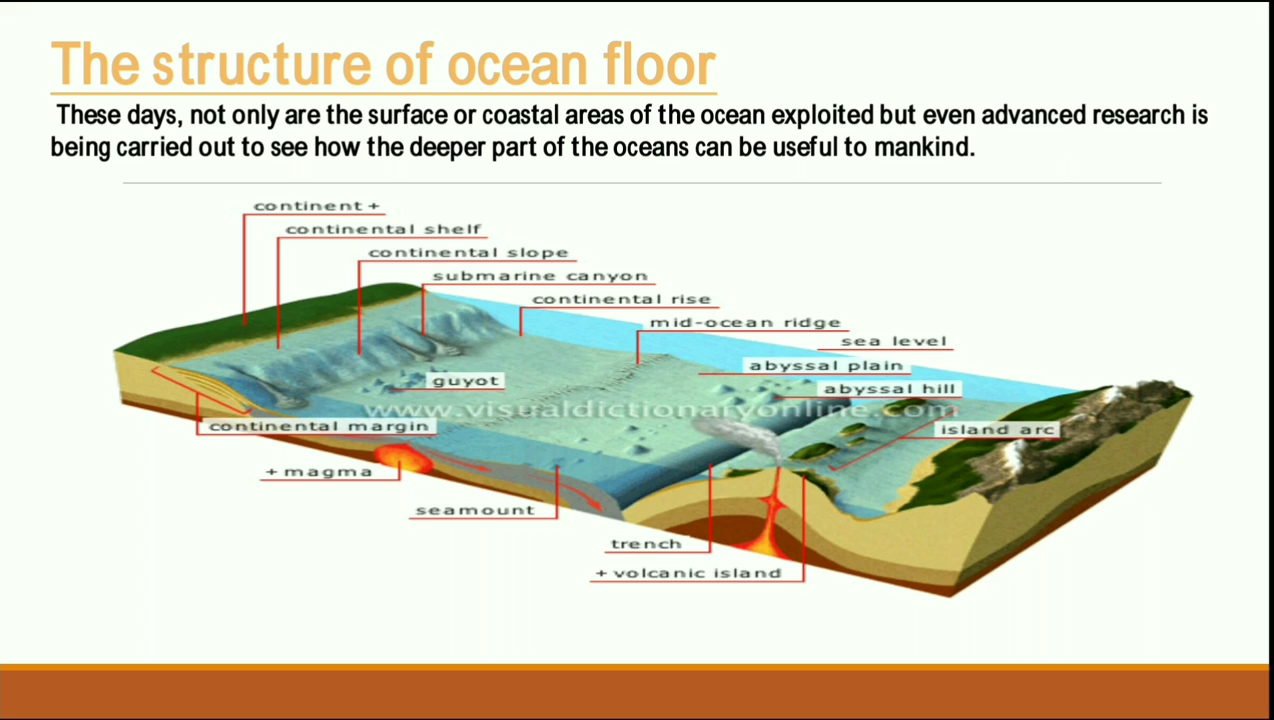 The structure of ocean floor
These days, not only are the surface or coastal areas of the ocean exploited but even advanced research is
being carried out to see how the deeper part of the oceans can be useful to mankind.
continent +
continental shelf
continental slope
submarine canyon
continental rise
mid-ocean ridge
sea level
abyssal plain
guyot
abyssal hill
www.visualdictionaryonline.com
continental margin
island arc
+ magma
seamount
trench
+ volcanic island